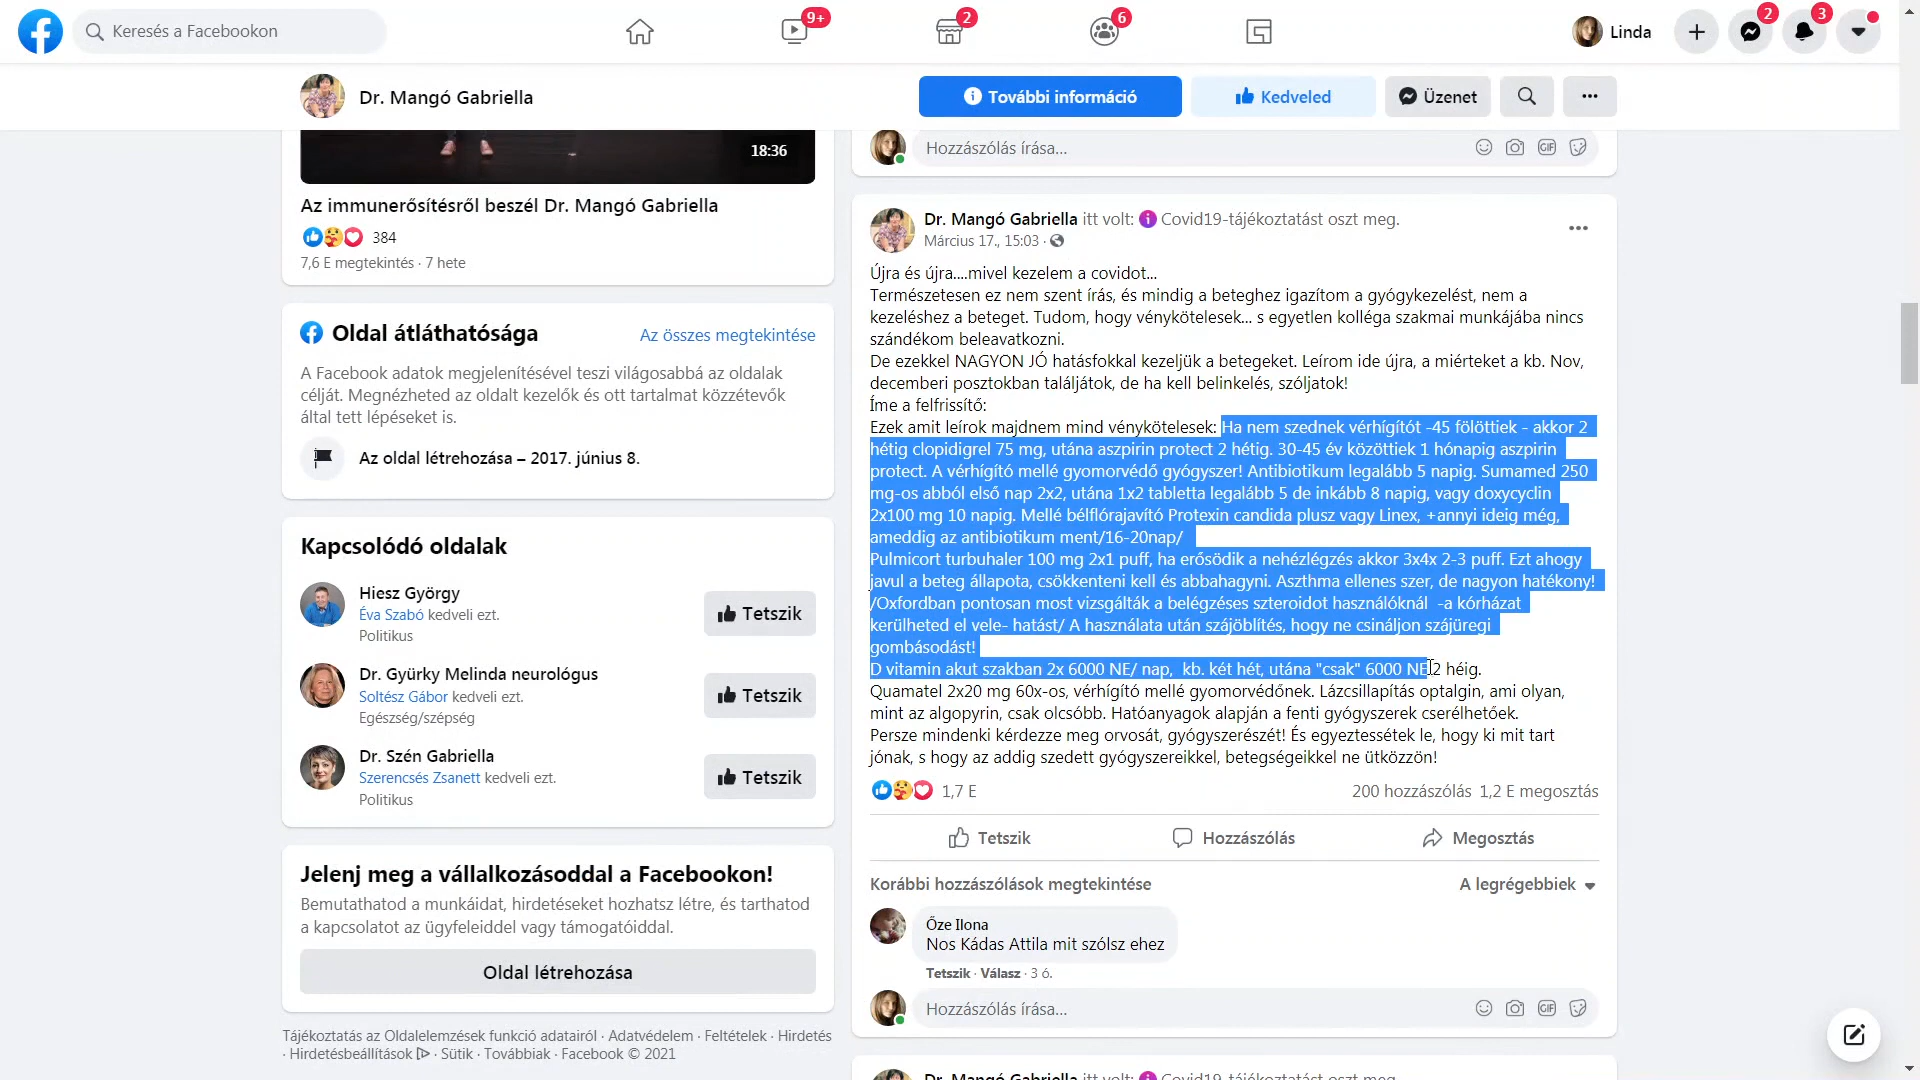 Keresés a Facebookon
9+
2
6
Linda
2
3
Dr. Mangó Gabriella
További információ
Kedveled
Üzenet
18:36
Az immunerősítésről beszél Dr. Mangó Gabriella
384
7,6 E megtekintés · 7 hete
Oldal átláthatósága
Az összes megtekintése
A Facebook adatok megjelenítésével teszi világosabbá az oldalak
célját. Megnézheted az oldalt kezelők és ott tartalmat közzétevők
által tett lépéseket is.
Az oldal létrehozása – 2017. június 8.
Kapcsolódó oldalak
Hiesz György
Éva Szabó kedveli ezt.
Politikus
Tetszik
Dr. Gyürky Melinda neurológus
Soltész Gábor kedveli ezt.
Egészség/szépség
Tetszik
Dr. Szén Gabriella
Szerencsés Zsanett kedveli ezt.
Politikus
Tetszik
Jelenj meg a vállalkozásoddal a Facebookon!
Bemutathatod a munkáidat, hirdetéseket hozhatsz létre, és tarthatod
a kapcsolatot az ügyfeleiddel vagy támogatóiddal.
Oldal létrehozása
Tájékoztatás az Oldalelemzések funkció adatairól · Adatvédelem · Feltételek · Hirdetés
· Hirdetésbeállítások · Sütik · Továbbiak · Facebook © 2021
Hozzászólás írása...
GIF
Dr. Mangó Gabriella itt volt: Covid19-tájékoztatást oszt meg.
Március 17., 15:03 ·
Újra és újra....mivel kezelem a covidot...
Természetesen ez nem szent írás, és mindig a beteghez igazítom a gyógykezelést, nem a
kezeléshez a beteget. Tudom, hogy vénykötelesek... s egyetlen kolléga szakmai munkájába nincs
szándékom beleavatkozni.
De ezekkel NAGYON JÓ hatásfokkal kezeljük a betegeket. Leírom ide újra, a miérteket a kb. Nov,
decemberi posztokban találjátok, de ha kell belinkelés, szóljatok!
Íme a felfrissítő:
Ezek amit leírok majdnem mind vénykötelesek: Ha nem szednek vérhígítót -45 fölöttiek - akkor 2
hétig clopidigrel 75 mg, utána aszpirin protect 2 hétig. 30-45 év közöttiek 1 hónapig aszpirin
protect. A vérhígító mellé gyomorvédő gyógyszer! Antibiotikum legalább 5 napig. Sumamed 250
mg-os abból első nap 2x2, utána 1x2 tabletta legalább 5 de inkább 8 napig, vagy doxycyclin
2x100 mg 10 napig. Mellé bélflórajavító Protexin candida plusz vagy Linex, +annyi ideig még,
ameddig az antibiotikum ment/16-20nap/
Pulmicort turbuhaler 100 mg 2x1 puff, ha erősödik a nehézlégzés akkor 3x4x 2-3 puff. Ezt ahogy
javul a beteg állapota, csökkenteni kell és abbahagyni. Aszthma ellenes szer, de nagyon hatékony!
/Oxfordban pontosan most vizsgálták a belégzéses szteroidot használóknál -a kórházat
kerülheted el vele- hatást/ A használata után szájöblítés, hogy ne csináljon szájüregi
gombásodást!
D vitamin akut szakban 2x 6000 NE/ nap, kb. két hét, utána "csak" 6000 NE 2 héig.
Quamatel 2x20 mg 60x-os, vérhígító mellé gyomorvédőnek. Lázcsillapítás optalgin, ami olyan,
mint az algopyrin, csak olcsóbb. Hatóanyagok alapján a fenti gyógyszerek cserélhetőek.
Persze mindenki kérdezze meg orvosát, gyógyszerészét! És egyeztessétek le, hogy ki mit tart
jónak, s hogy az addig szedett gyógyszereikkel, betegségeikkel ne ütközzön!
1,7 E
200 hozzászólás 1,2 E megosztás
Tetszik
Hozzászólás
Megosztás
Korábbi hozzászólások megtekintése
A legrégebbiek
Őze Ilona
Nos Kádas Attila mit szólsz ehez
Tetszik · Válasz · 3 ó.
Hozzászólás írása...
GIF
Dr. Mangó Gabriella itt volt: Covid19-tájékoztatást oszt meg.